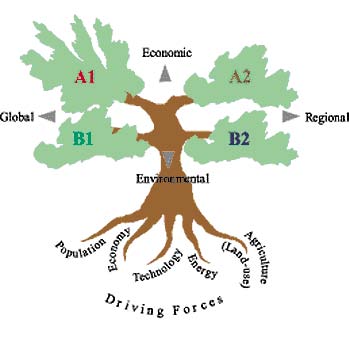 Economic
A1
A2
Global
Regional
B1
B2
Environmental
Population
Economy
Technology
Energy
Agriculture
(Land-use)
Driving Forces